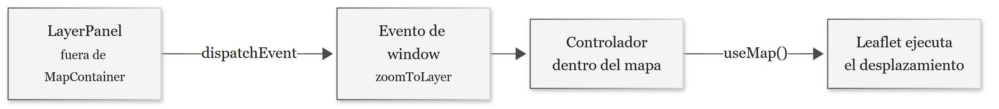 LayerPanel
fuera de
MapContainer
dispatchEvent
Evento de
window
zoomToLayer
Controlador
dentro del mapa
useMap()
Leaflet ejecuta
el desplazamiento